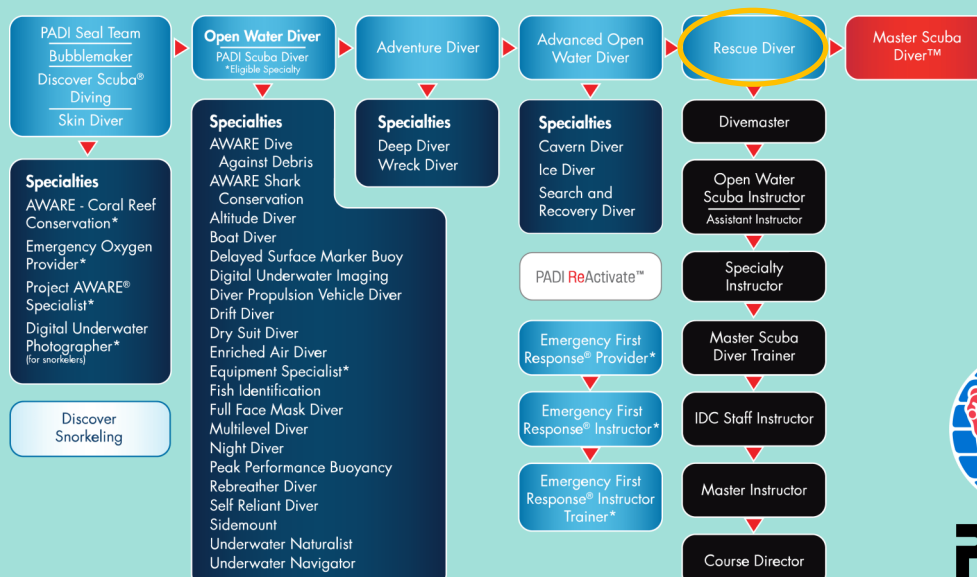 PADI Seal Team
Bubblemaker
Discover Scuba®
Diving
Skin Diver
Open Water Diver
PADI Scuba Diver
*Eligible Specialty
Adventure Diver
Advanced Open
Water Diver
Rescue Diver
Master Scuba
Diver™
Specialties
AWARE - Coral Reef
Conservation*
Emergency Oxygen
Provider*
Project AWARE®
Specialist*
Digital Underwater
Photographer*
(for snorkelers)
Discover
Snorkeling
Specialties
AWARE Dive
Against Debris
AWARE Shark
Conservation
Altitude Diver
Boat Diver
Delayed Surface Marker Buoy
Digital Underwater Imaging
Diver Propulsion Vehicle Diver
Drift Diver
Dry Suit Diver
Enriched Air Diver
Equipment Specialist*
Fish Identification
Full Face Mask Diver
Multilevel Diver
Night Diver
Peak Performance Buoyancy
Rebreather Diver
Self Reliant Diver
Sidemount
Underwater Naturalist
Underwater Navigator
Specialties
Deep Diver
Wreck Diver
Specialties
Cavern Diver
Ice Diver
Search and
Recovery Diver
PADI ReActivate™
Emergency First
Response® Provider*
Emergency First
Response® Instructor*
Emergency First
Response® Instructor
Trainer*
Divemaster
Open Water
Scuba Instructor
Assistant Instructor
Specialty
Instructor
Master Scuba
Diver Trainer
IDC Staff Instructor
Master Instructor
Course Director